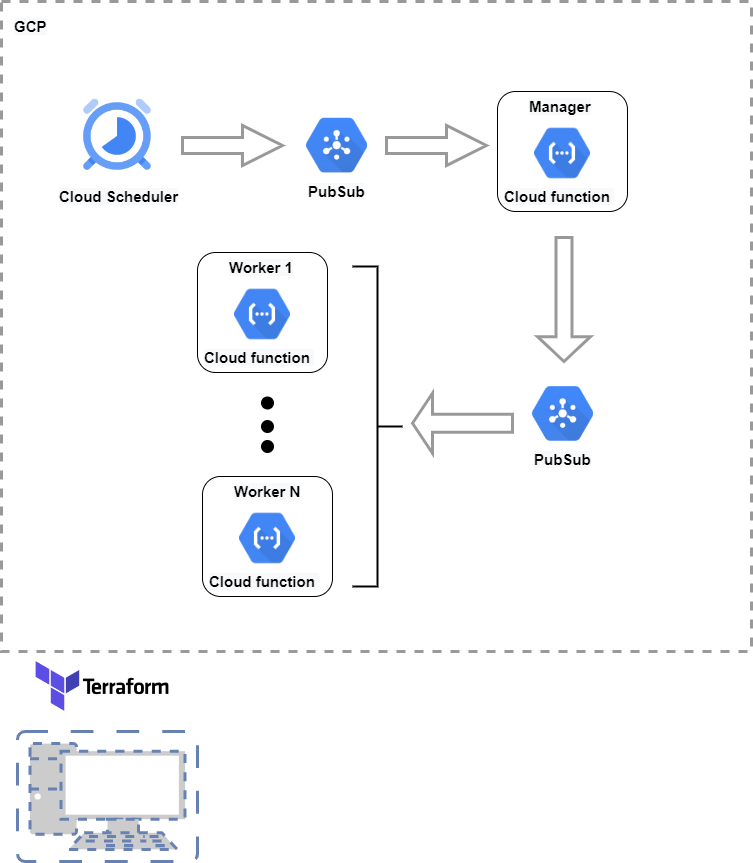 GCP
Cloud Scheduler
PubSub
Manager
Cloud function
Worker 1
Cloud function
PubSub
Worker N
Cloud function
Terraform